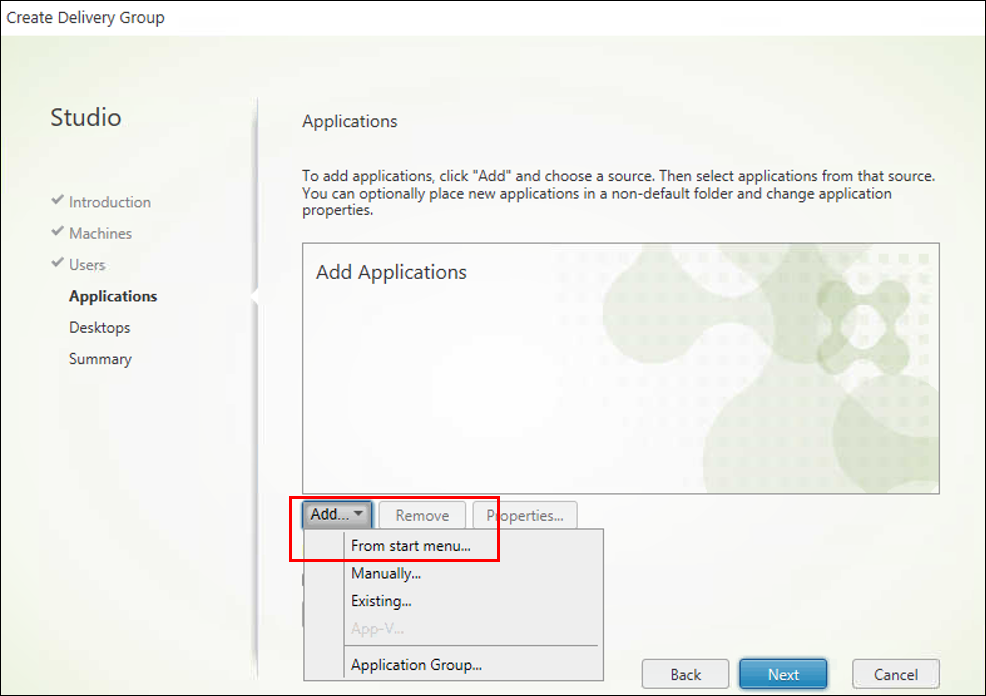 Create Delivery Group
Studio
Introduction
Machines
Users
Applications
Desktops
Summary
Applications
To add applications, click "Add" and choose a source. Then select applications from that source.
You can optionally place new applications in a non-default folder and change application
properties.
Add Applications
Add...
Remove
Properties...
From start menu...
Manually...
Existing...
App-V...
Application Group...
Back
Next
Cancel